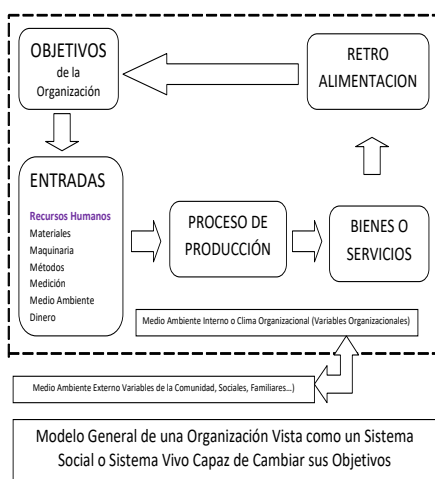 OBJETIVOS
de la
Organización
RETRO
ALIMENTACION
ENTRADAS
Recursos Humanos
Materiales
Maquinaria
Métodos
Medición
Medio Ambiente
Dinero
PROCESO DE
PRODUCCIÓN
BIENES O
SERVICIOS
Medio Ambiente Interno o Clima Organizacional (Variables Organizacionales)
Medio Ambiente Externo Variables de la Comunidad, Sociales, Familiares...)
Modelo General de una Organización Vista como un Sistema
Social o Sistema Vivo Capaz de Cambiar sus Objetivos